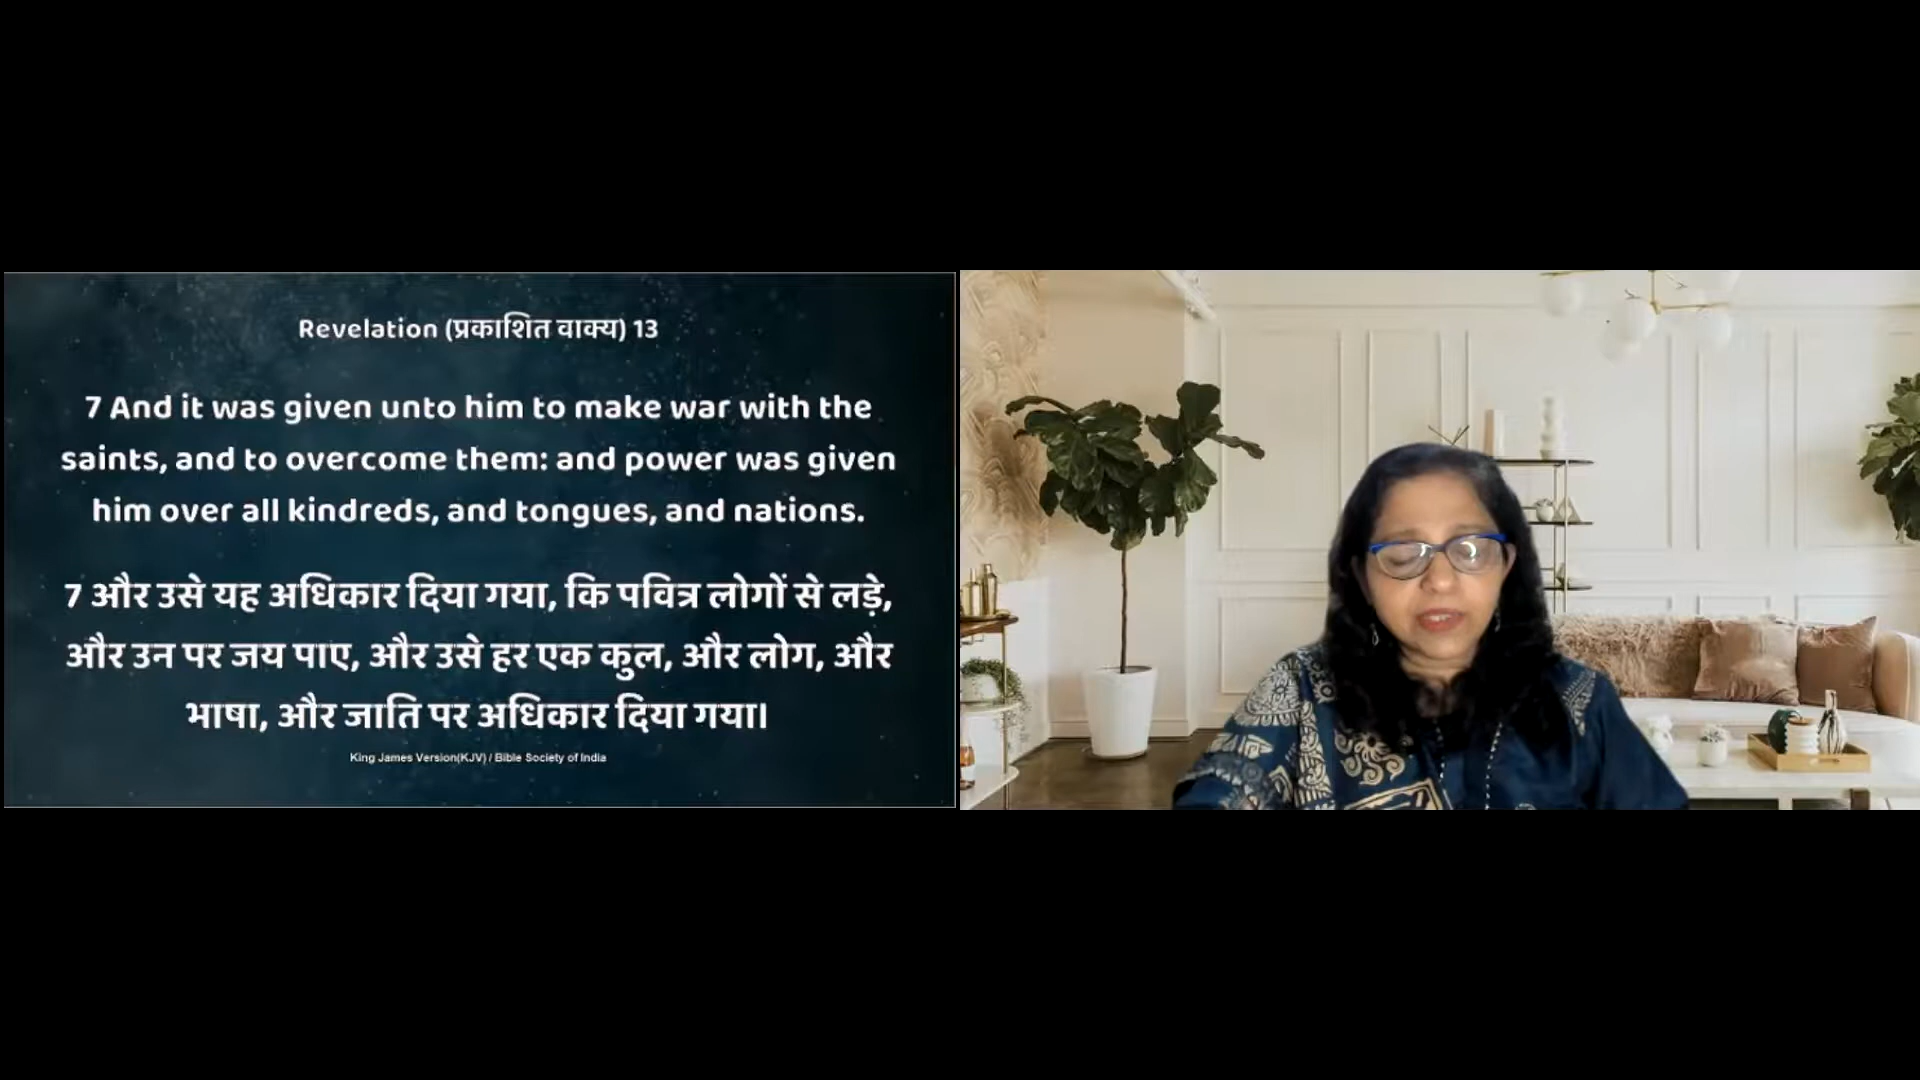 Revelation (प्रकाशित वाक्य) 13
7 And it was given unto him to make war with the
saints, and to overcome them: and power was given
him over all kindreds, and tongues, and nations.
7 और उसे यह अधिकार दिया गया, कि पवित्र लोगों से लड़े,
और उन पर जय पाए, और उसे हर एक कुल, और लोग, और
भाषा, और जाति पर अधिकार दिया गया।
King James Version(KJV) / Bible Society of India